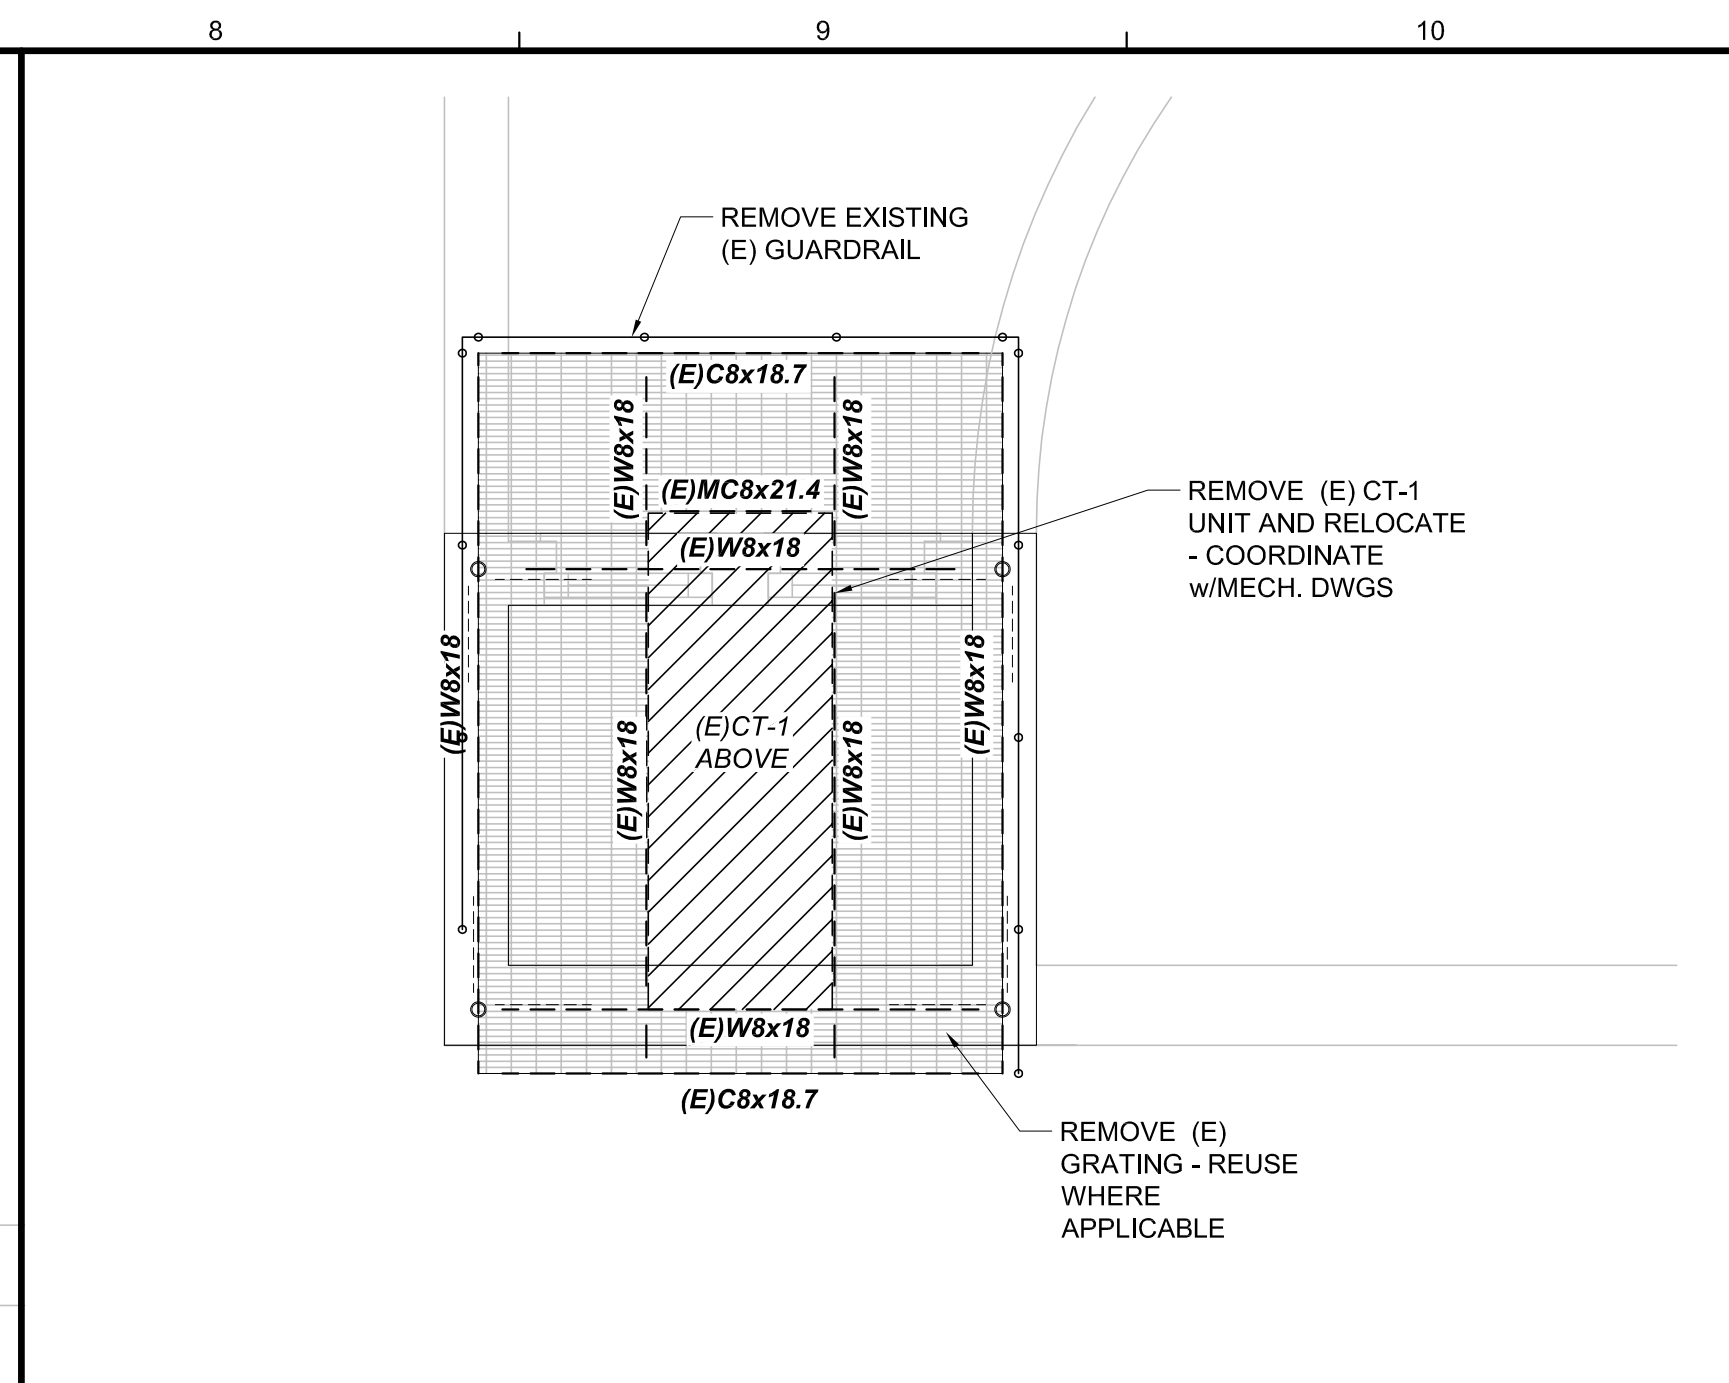 8
9
10
REMOVE EXISTING
(E) GUARDRAIL
(E)C8x18.7
(E)W8x18
(E)W8x18
(E)MC8x21.4
(E)W8x18
REMOVE (E) CT-1
UNIT AND RELOCATE
- COORDINATE
w/MECH. DWGS
(E)W8x18
(E)W8x18
(E)W8x18
(E)CT-1
ABOVE
(E)W8x18
(E)W8x18
(E)C8x18.7
REMOVE (E)
GRATING - REUSE
WHERE
APPLICABLE